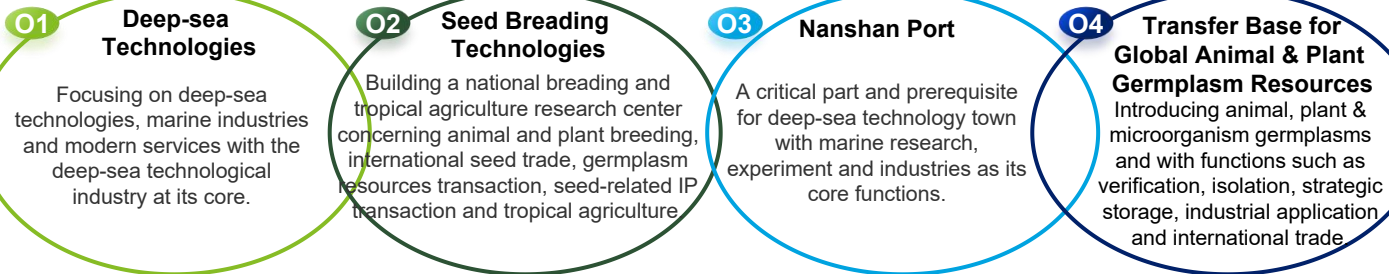 01
Deep-sea
Technologies
Focusing on deep-sea
technologies, marine industries
and modern services with the
deep-sea technological
industry at its core.
02
Seed Breading
Technologies
Building a national breeding and
tropical agriculture research center
concerning animal and plant breeding,
international seed trade, germplasm
resources transaction, seed-related IP
transaction and tropical agriculture.
03
Nanshan Port
A critical part and prerequisite
for deep-sea technology town
with marine research,
experiment and industries as its
core functions.
04
Transfer Base for
Global Animal & Plant
Germplasm Resources
Introducing animal, plant &
microorganism germplasms
and with functions such as
verification, isolation, strategic
storage, industrial application
and international trade.